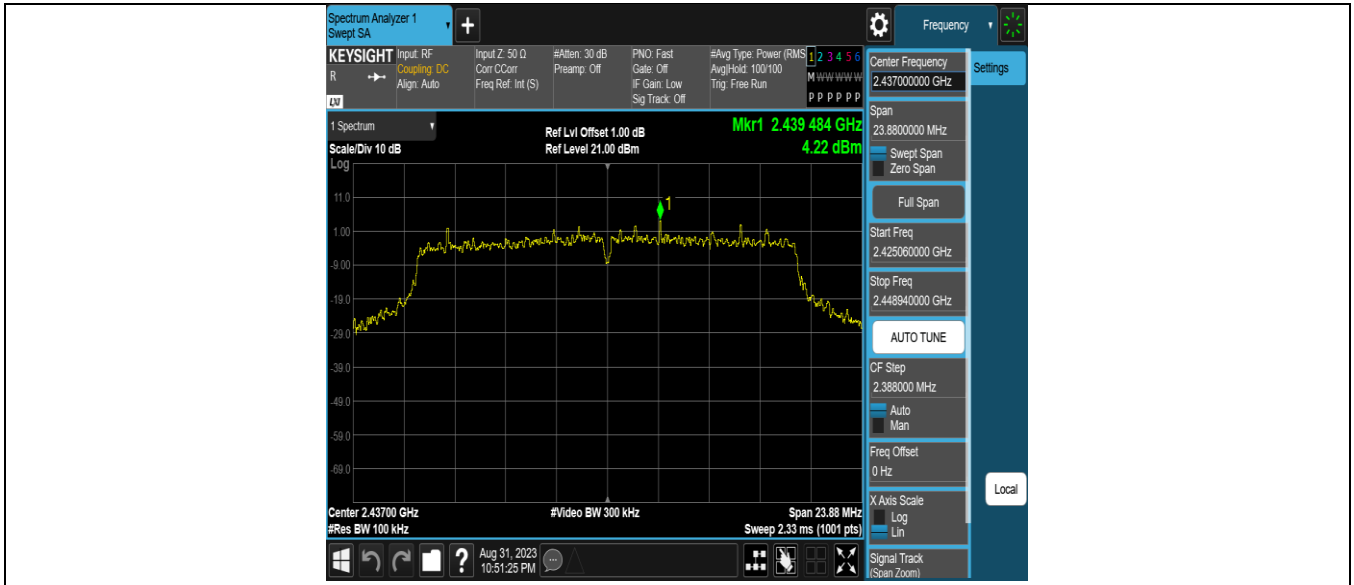 Spectrum Analyzer 1
Swept SA
+
Frequency
KEYSIGHT
R
LXI
Input: RF
Coupling: DC
Align: Auto
Input Z: 50 Ω
Corr CCorr
Freq Ref: Int (S)
#Atten: 30 dB
Preamp: Off
PNO: Fast
Gate: Off
IF Gain: Low
Sig Track: Off
#Avg Type: Power (RMS
Avg|Hold: 100/100
Trig: Free Run
1 2 3 4 5 6
M W W W W W
P P P P P P
1 Spectrum
Scale/Div 10 dB
Ref Lvl Offset 1.00 dB
Ref Level 21.00 dBm
Mkr1 2.439 484 GHz
4.22 dBm
Log
11.0
1.00
-9.00
-19.0
-29.0
-39.0
-49.0
-59.0
-69.0
1
Center 2.43700 GHz
#Res BW 100 kHz
#Video BW 300 kHz
Span 23.88 MHz
Sweep 2.33 ms (1001 pts)
?
Aug 31, 2023
10:51:25 PM
Center Frequency
2.437000000 GHz
Settings
Span
23.8800000 MHz
Swept Span
Zero Span
Full Span
Start Freq
2.425060000 GHz
Stop Freq
2.448940000 GHz
AUTO TUNE
CF Step
2.388000 MHz
Auto
Man
Freq Offset
0 Hz
X Axis Scale
Log
Lin
Local
Signal Track
(Span Zoom)